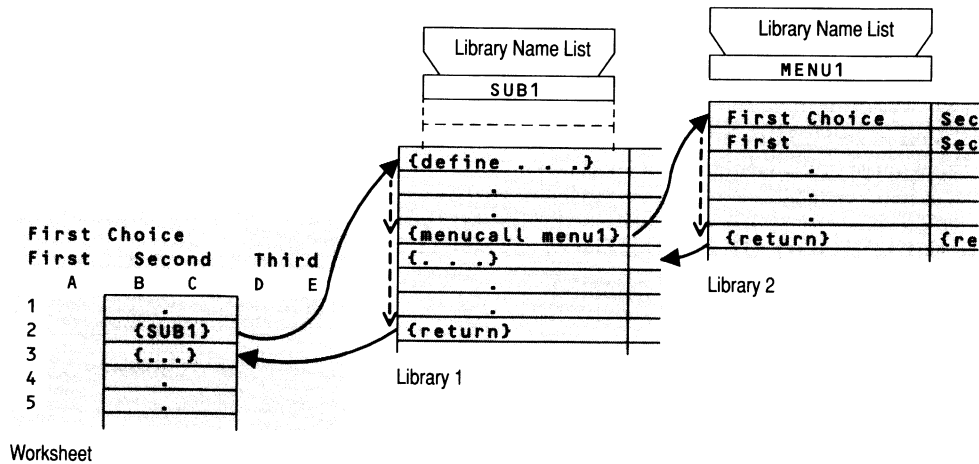 Library Name List
SUB1
{define . . .}
.
.
{menucall menu1}
{. . .}
.
.
{return}
Library 1
Library Name List
MENU1
First Choice Sec
First Sec
.
.
.
{return} {re
Library 2
First Choice
First Second Third
A B C D E
1 .
2 {SUB1}
3 {...}
4 .
5 .
Worksheet